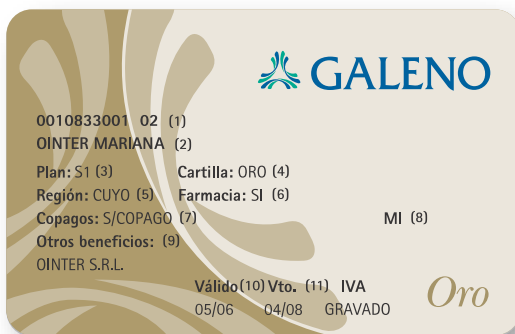 GALENO
0010833001 02 (1)
OINTER MARIANA (2)
Plan: S1 (3) Cartilla: ORO (4)
Región: CUYO (5) Farmacia: SI (6)
Copagos: S/COPAGO (7) MI (8)
Otros beneficios: (9)
OINTER S.R.L.
Válido (10) Vto. (11) IVA
05/06 04/08 GRAVADO
Oro